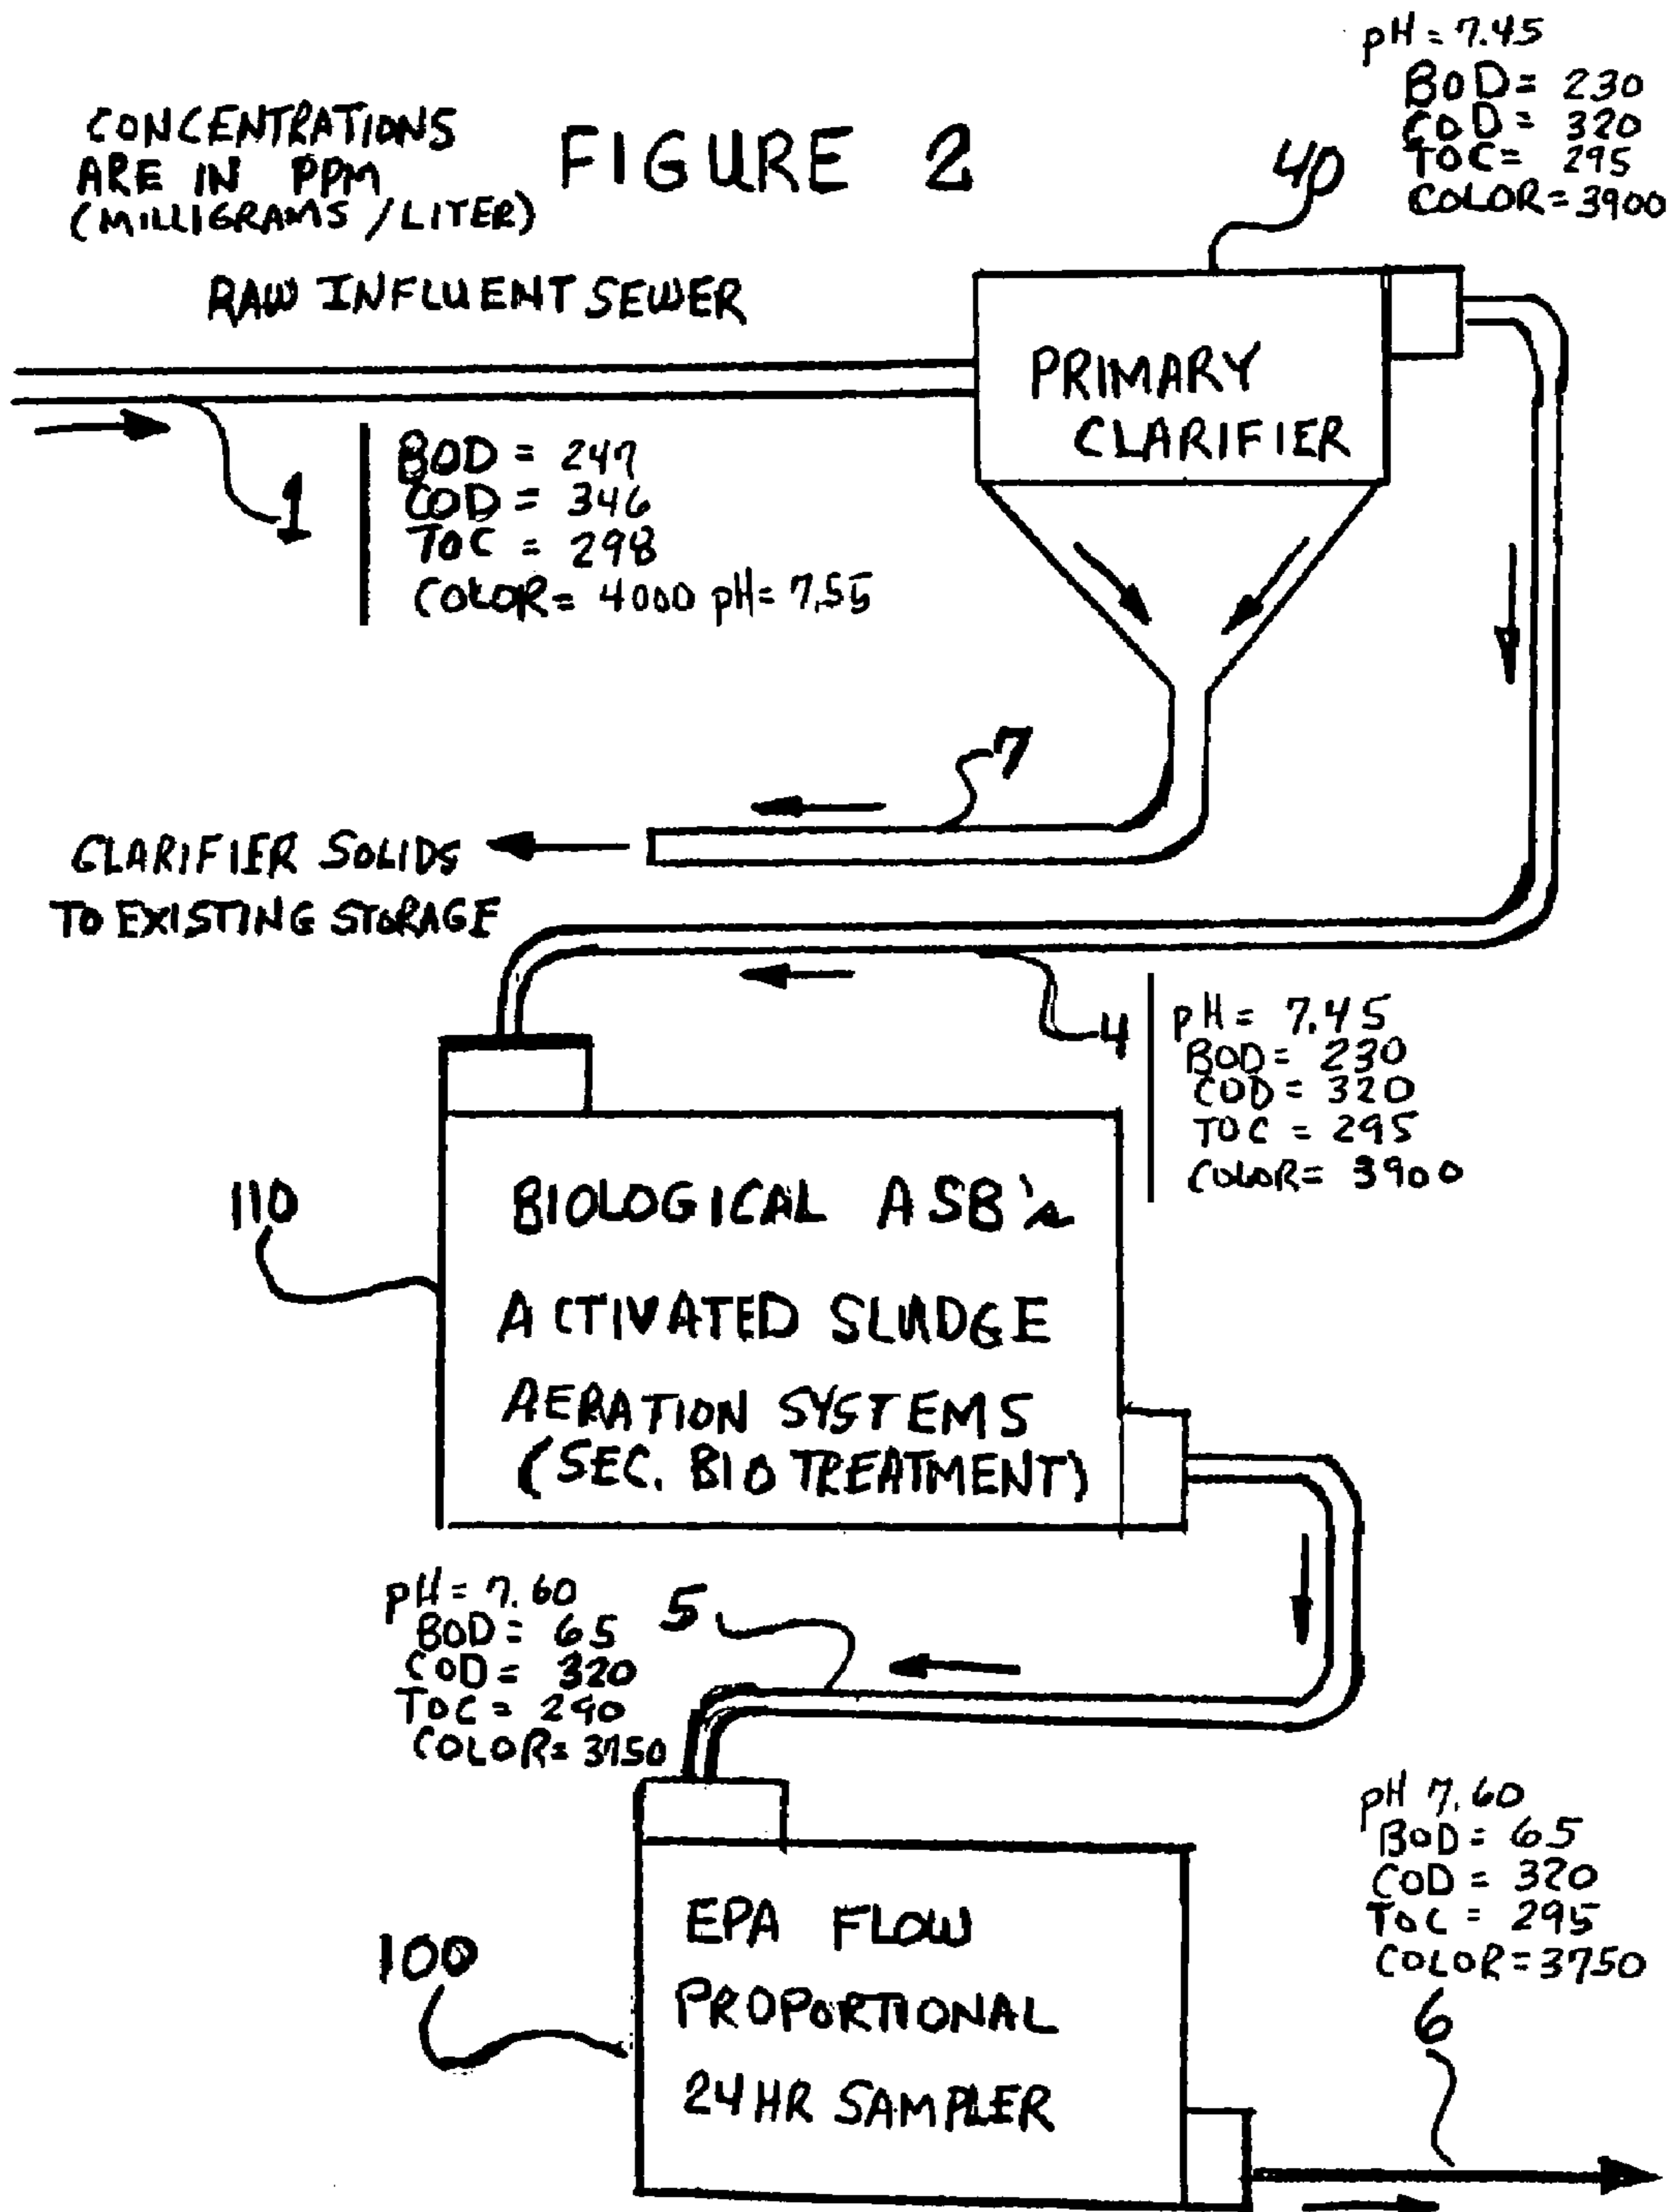 FIGURE 2
CONCENTRATIONS
ARE IN PPM
(MILLIGRAMS / LITER)
pH = 7.45
BOD = 230
COD = 320
TOC = 295
COLOR = 3900
40
RAW INFLUENT SEWER
PRIMARY
CLARIFIER
1
BOD = 247
COD = 346
TOC = 298
COLOR = 4000 pH = 7.55
7
CLARIFIER SOLIDS
TO EXISTING STORAGE
4
pH = 7.45
BOD = 230
COD = 320
TOC = 295
COLOR = 3900
110
BIOLOGICAL ASB's
ACTIVATED SLUDGE
AERATION SYSTEMS
(SEC. BIO TREATMENT)
pH = 7.60
BOD = 65
COD = 320
TOC = 290
COLOR = 3750
5
100
EPA FLOW
PROPORTIONAL
24 HR SAMPLER
pH 7.60
BOD = 65
COD = 320
TOC = 295
COLOR = 3750
6